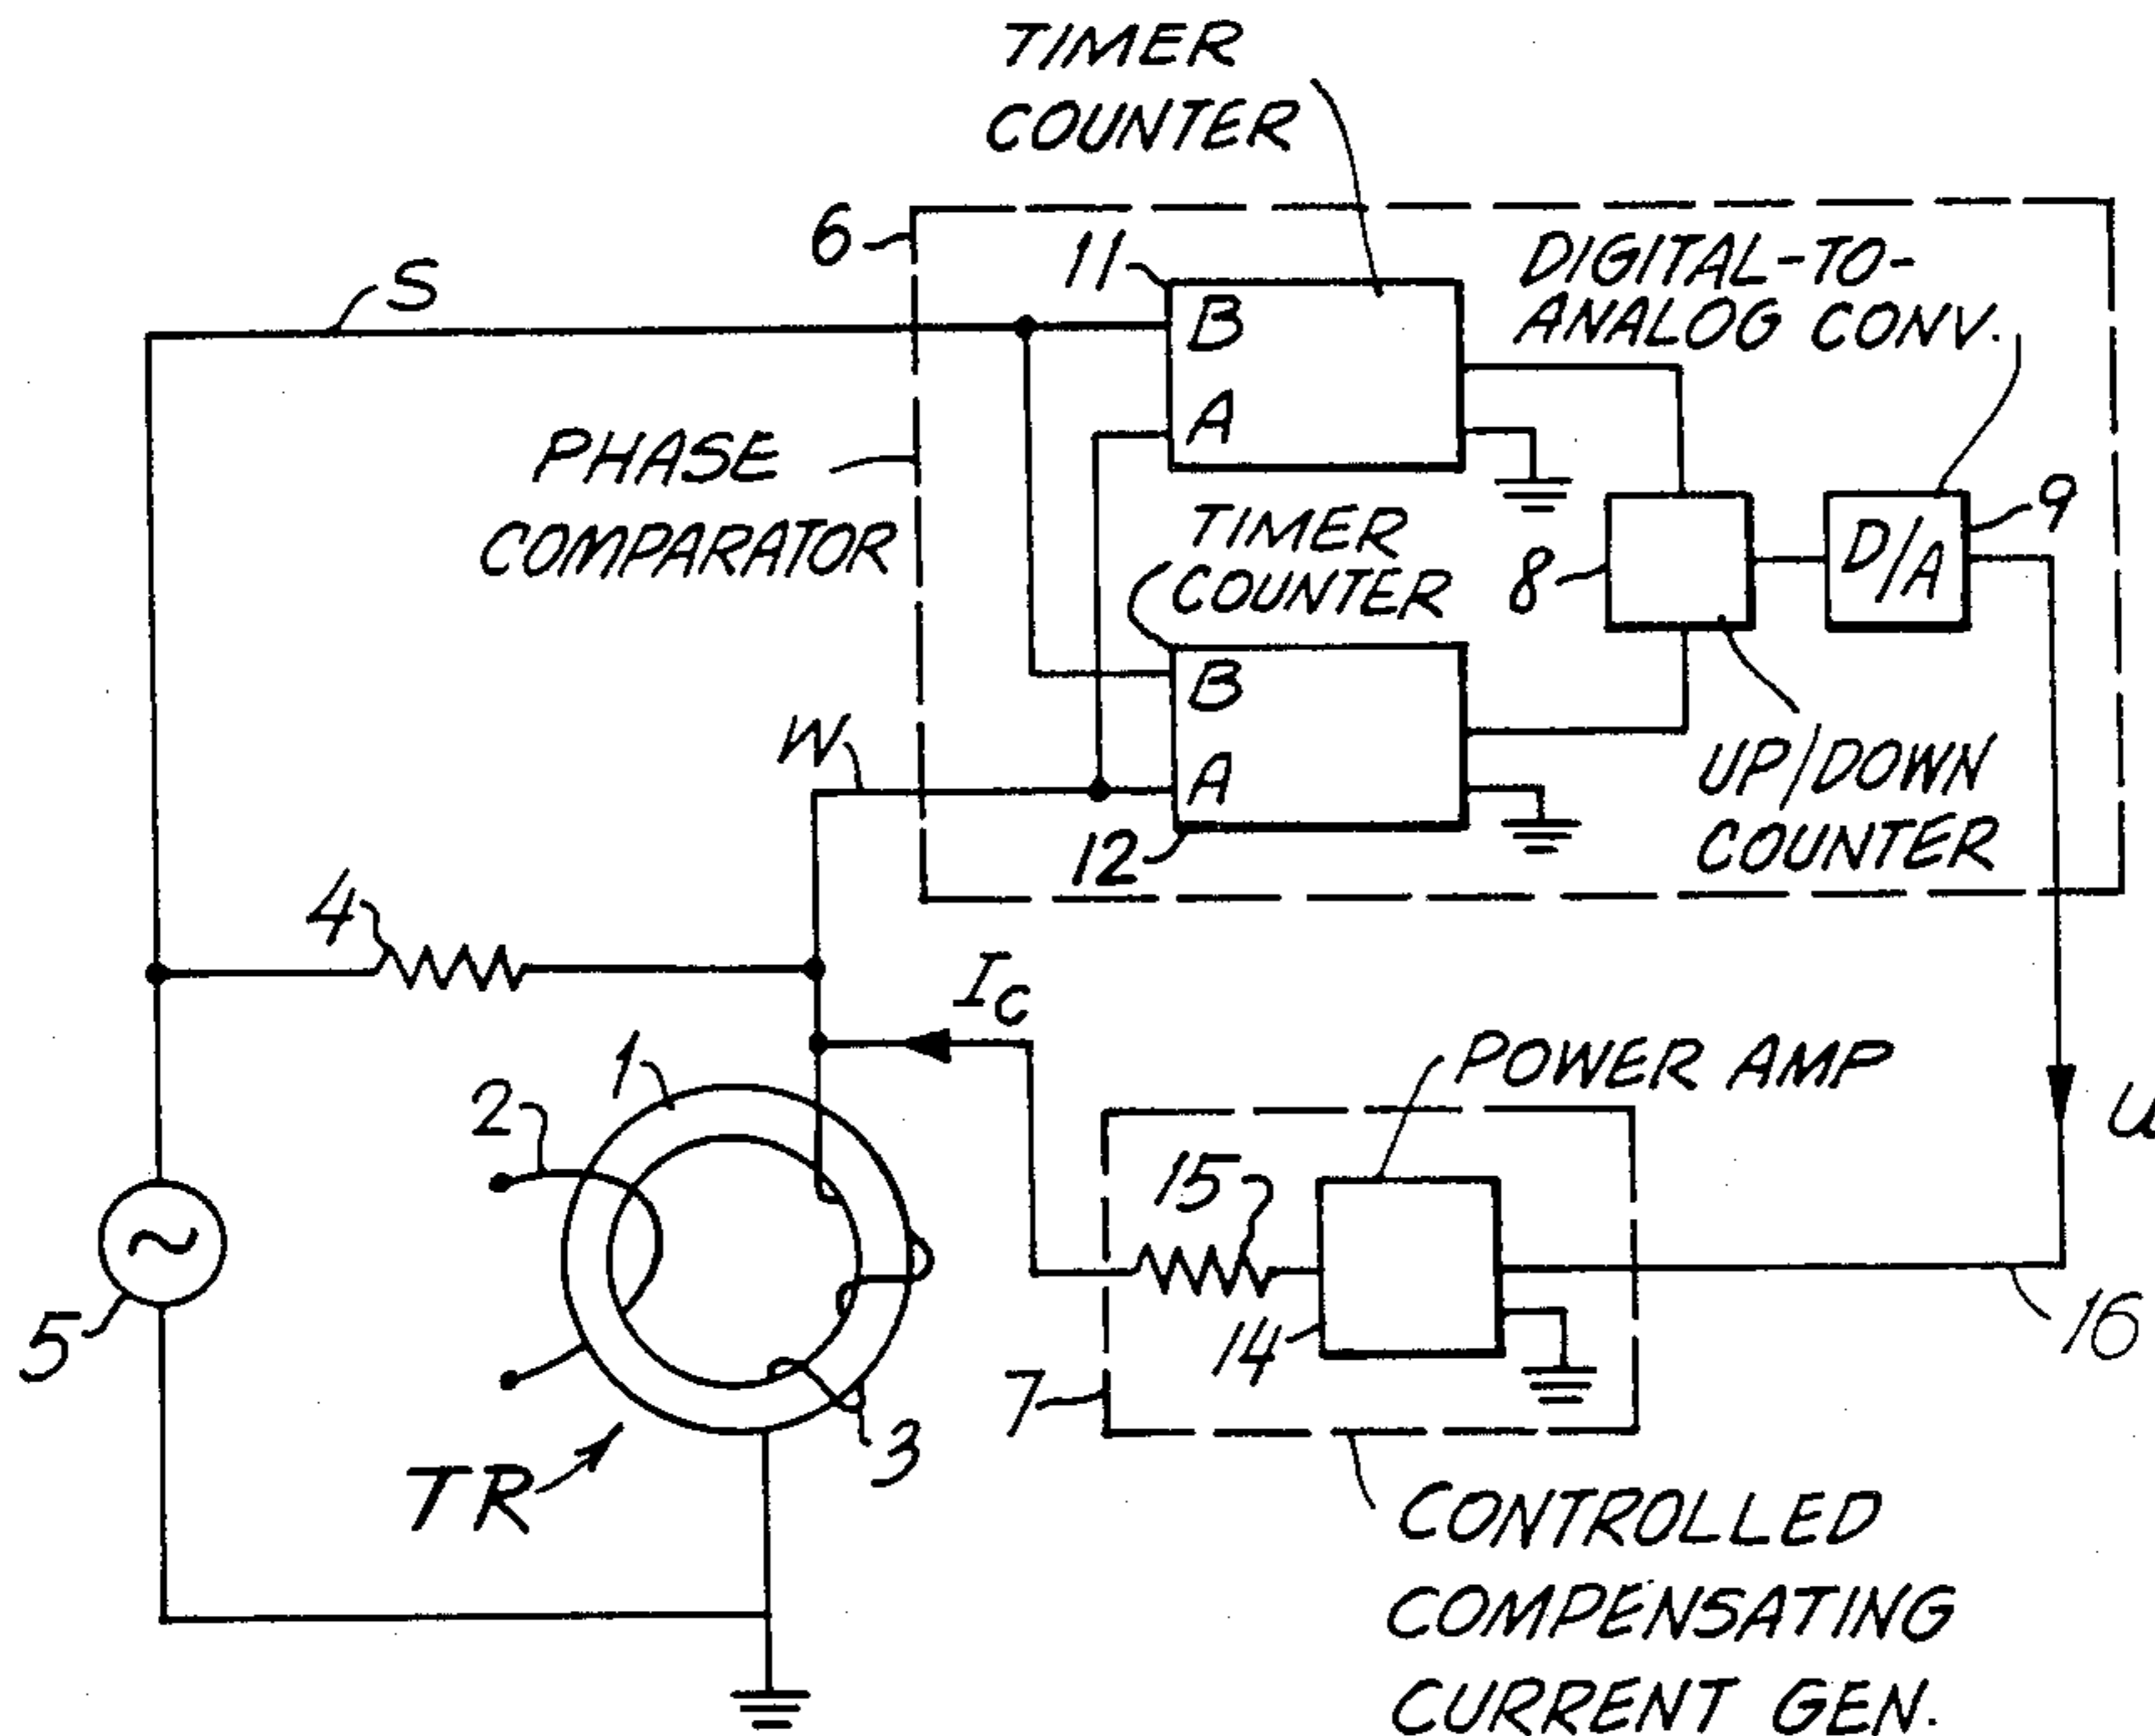 TIMER
COUNTER
6
11
DIGITAL-TO-
ANALOG CONV.
S
B
A
PHASE
COMPARATOR
TIMER
COUNTER
8
D/A
9
B
A
W
12
UP/DOWN
COUNTER
4
Ic
1
2
POWER AMP
U
15
14
16
5
7
3
TR
CONTROLLED
COMPENSATING
CURRENT GEN.